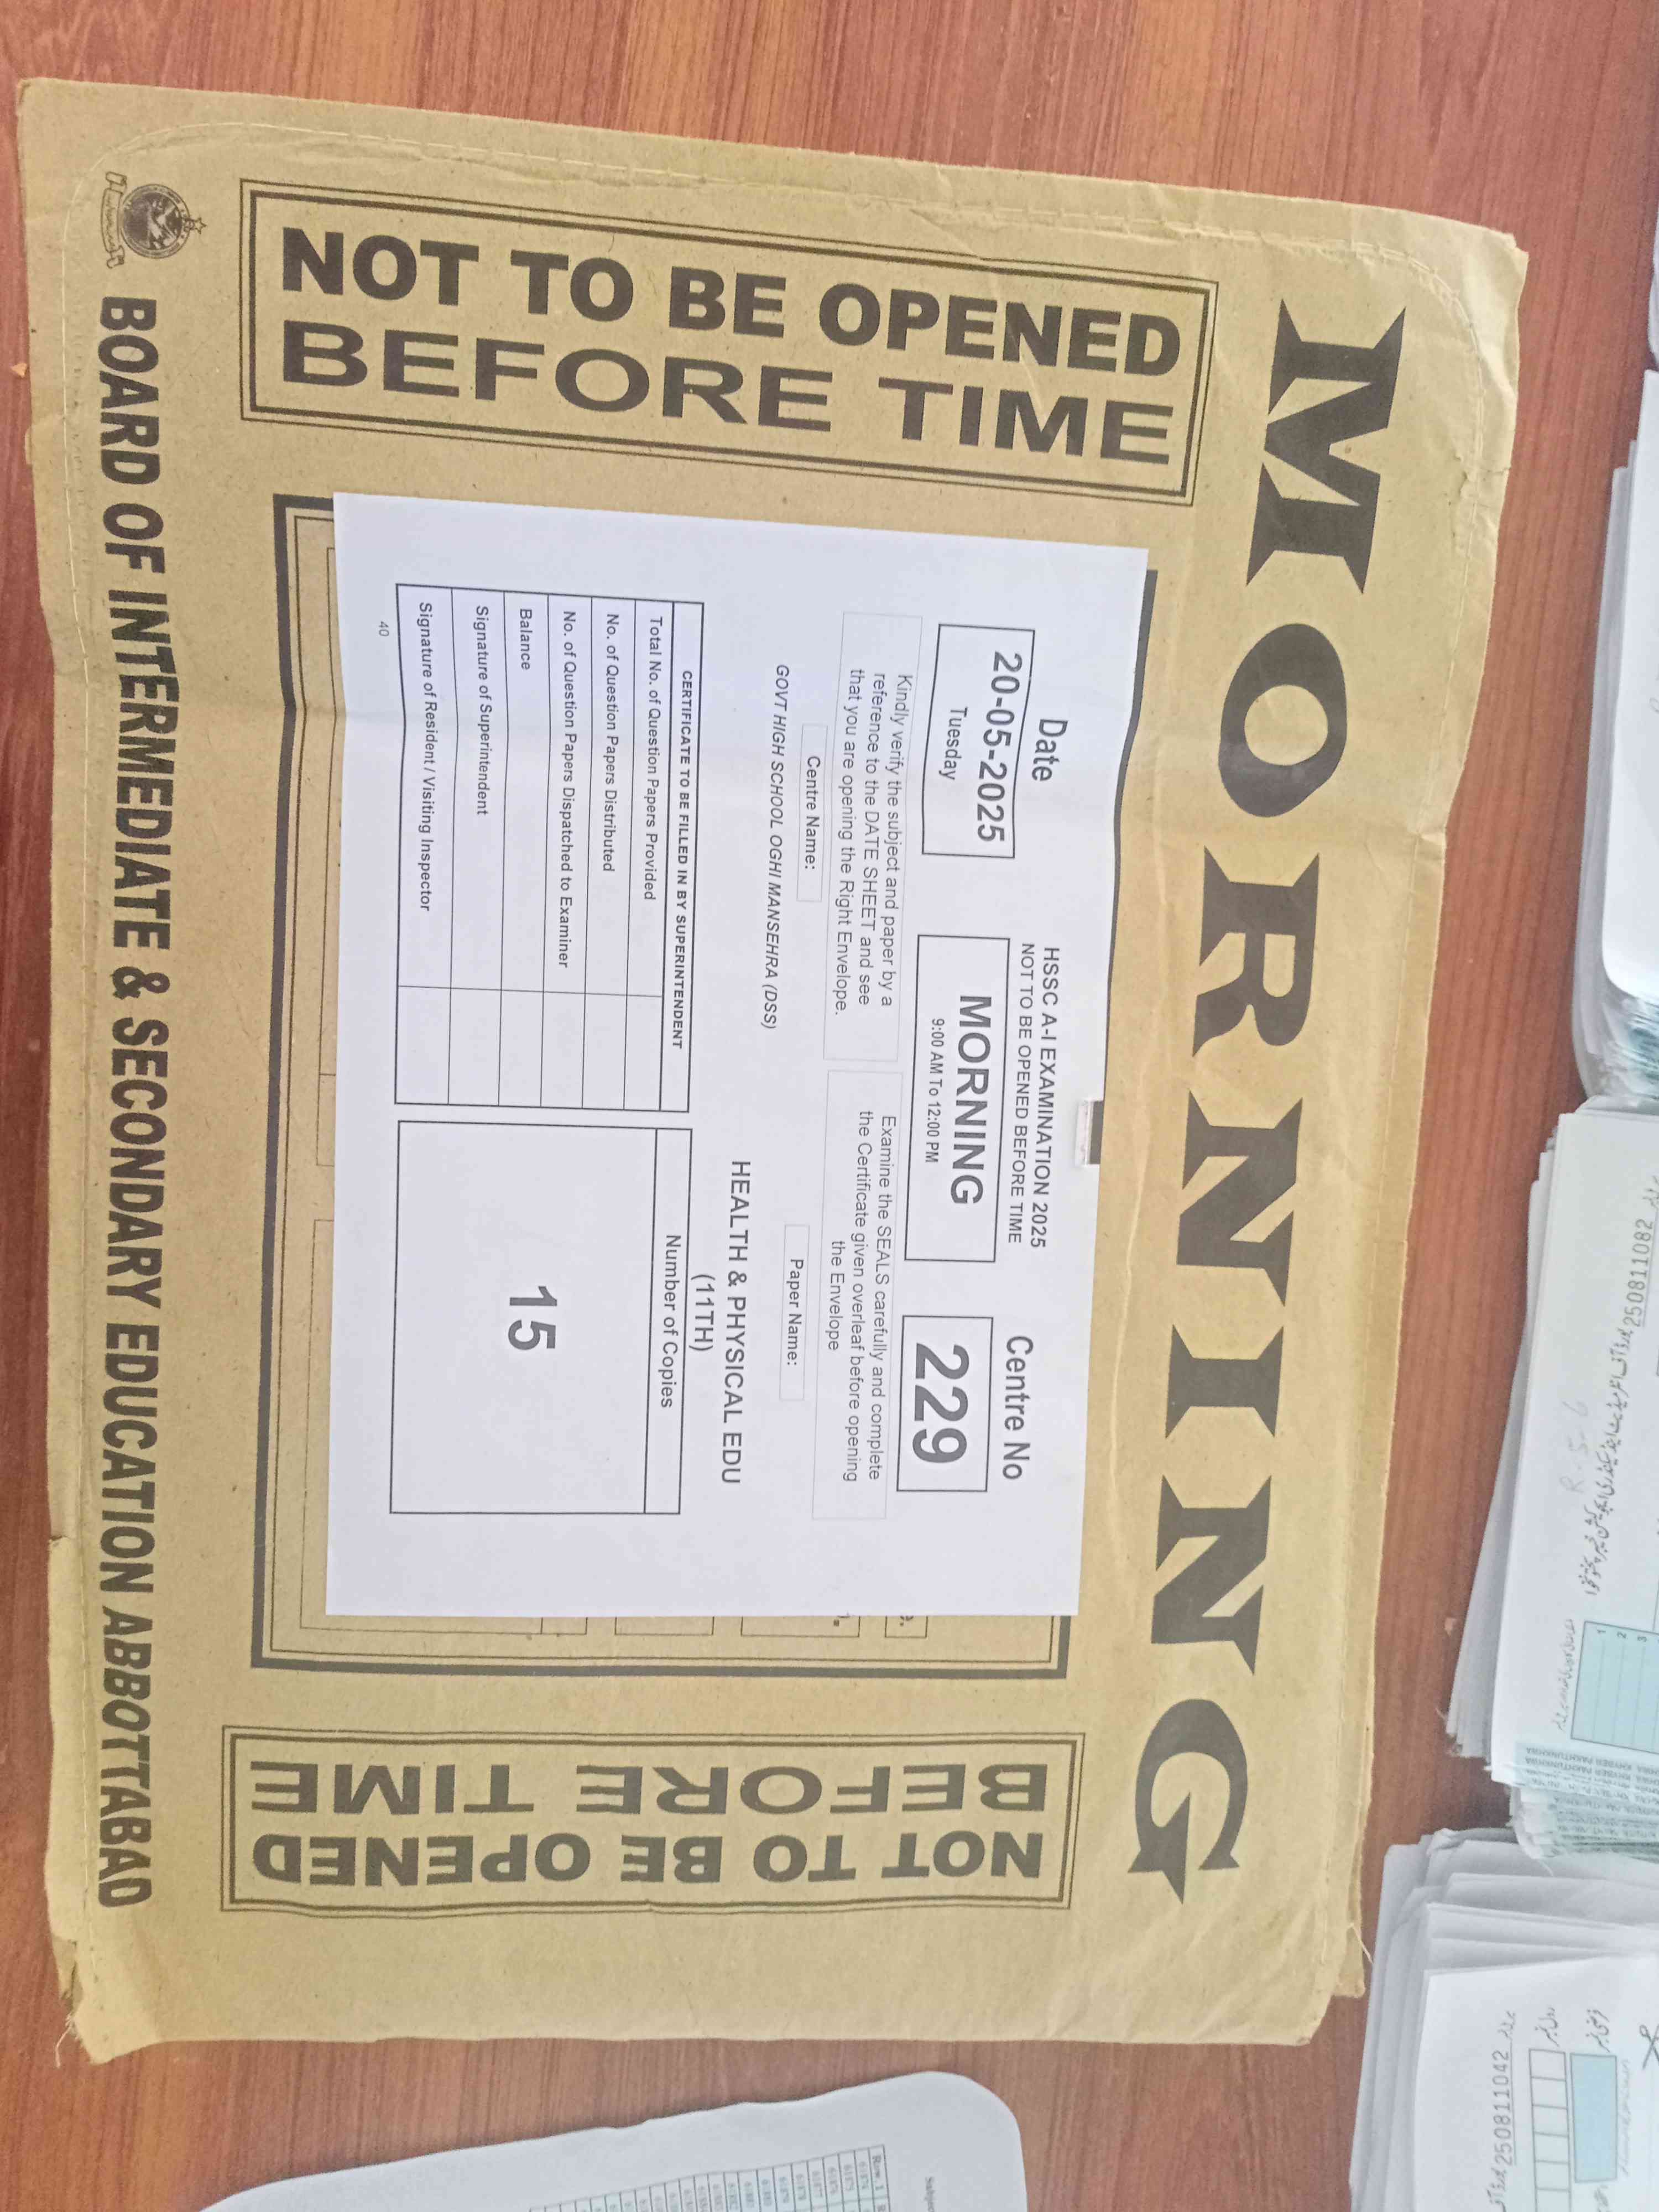 MORNING
NOT TO BE OPENED
BEFORE TIME
Date
20-05-2025
Tuesday
HSSC A-I EXAMINATION 2025
NOT TO BE OPENED BEFORE TIME
MORNING
9:00 AM To 12:00 PM
Centre No
229
Kindly verify the subject and paper by a
reference to the DATE SHEET and see
that you are opening the Right Envelope.
Examine the SEALS carefully and complete
the Certificate given overleaf before opening
the Envelope
Centre Name:
GOVT HIGH SCHOOL OGHI MANSEHRA (DSS)
Paper Name:
HEALTH & PHYSICAL EDU
(11TH)
CERTIFICATE TO BE FILLED IN BY SUPERINTENDENT
Total No. of Question Papers Provided
No. of Question Papers Distributed
No. of Question Papers Dispatched to Examiner
Balance
Signature of Superintendent
Signature of Resident / Visiting Inspector
40
Number of Copies
15
NOT TO BE OPENED
BEFORE TIME
BOARD OF INTERMEDIATE & SECONDARY EDUCATION ABBOTTABAD
250811082
1
2
3
2508111042
Row. 1